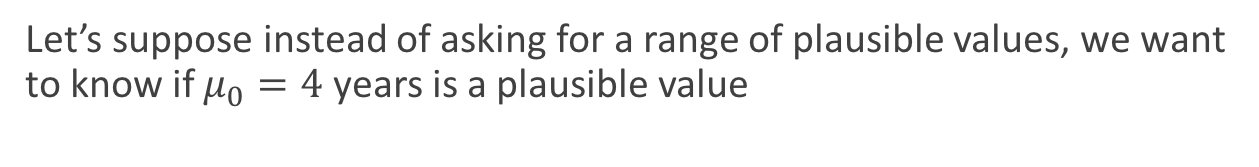 Let's suppose instead of asking for a range of plausible values, we want
to know if μ₀ = 4 years is a plausible value